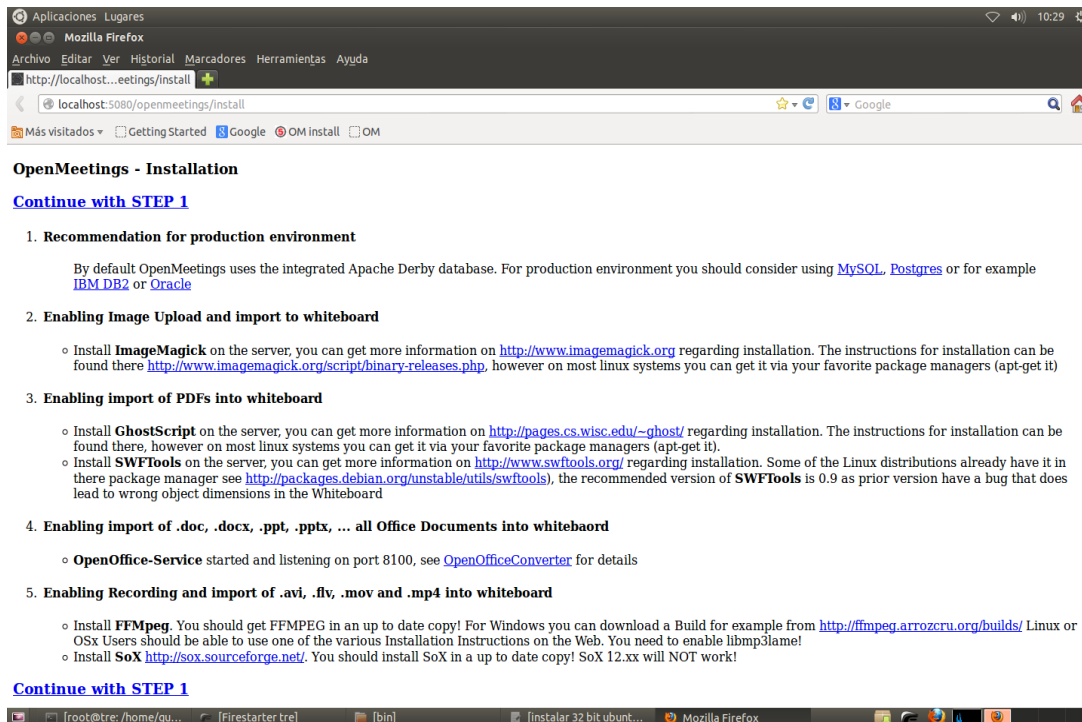 Aplicaciones Lugares
10:29
Mozilla Firefox
Archivo Editar Ver Historial Marcadores Herramientas Ayuda
http://localhost...eetings/install
localhost:5080/openmeetings/install
Google
Más visitados
Getting Started
Google
OM install
OM
OpenMeetings - Installation
Continue with STEP 1
1. Recommendation for production environment
By default OpenMeetings uses the integrated Apache Derby database. For production environment you should consider using MySQL, Postgres or for example
IBM DB2 or Oracle
2. Enabling Image Upload and import to whiteboard
Install ImageMagick on the server, you can get more information on http://www.imagemagick.org regarding installation. The instructions for installation can be
found there http://www.imagemagick.org/script/binary-releases.php, however on most linux systems you can get it via your favorite package managers (apt-get it)
3. Enabling import of PDFs into whiteboard
Install GhostScript on the server, you can get more information on http://pages.cs.wisc.edu/~ghost/ regarding installation. The instructions for installation can be
found there, however on most linux systems you can get it via your favorite package managers (apt-get it).
Install SWFTools on the server, you can get more information on http://www.swftools.org/ regarding installation. Some of the Linux distributions already have it in
there package manager see http://packages.debian.org/unstable/utils/swftools), the recommended version of SWFTools is 0.9 as prior version have a bug that does
lead to wrong object dimensions in the Whiteboard
4. Enabling import of .doc, .docx, .ppt, .pptx, ... all Office Documents into whitebaord
OpenOffice-Service started and listening on port 8100, see OpenOfficeConverter for details
5. Enabling Recording and import of .avi, .flv, .mov and .mp4 into whiteboard
Install FFMpeg. You should get FFMPEG in an up to date copy! For Windows you can download a Build for example from http://ffmpeg.arrozcru.org/builds/ Linux or
OSx Users should be able to use one of the various Installation Instructions on the Web. You need to enable libmp3lame!
Install SoX http://sox.sourceforge.net/. You should install SoX in a up to date copy! SoX 12.xx will NOT work!
Continue with STEP 1
[root@tre: /home/qu...
[Firestarter tre]
[bin]
[instalar 32 bit ubunt...
Mozilla Firefox